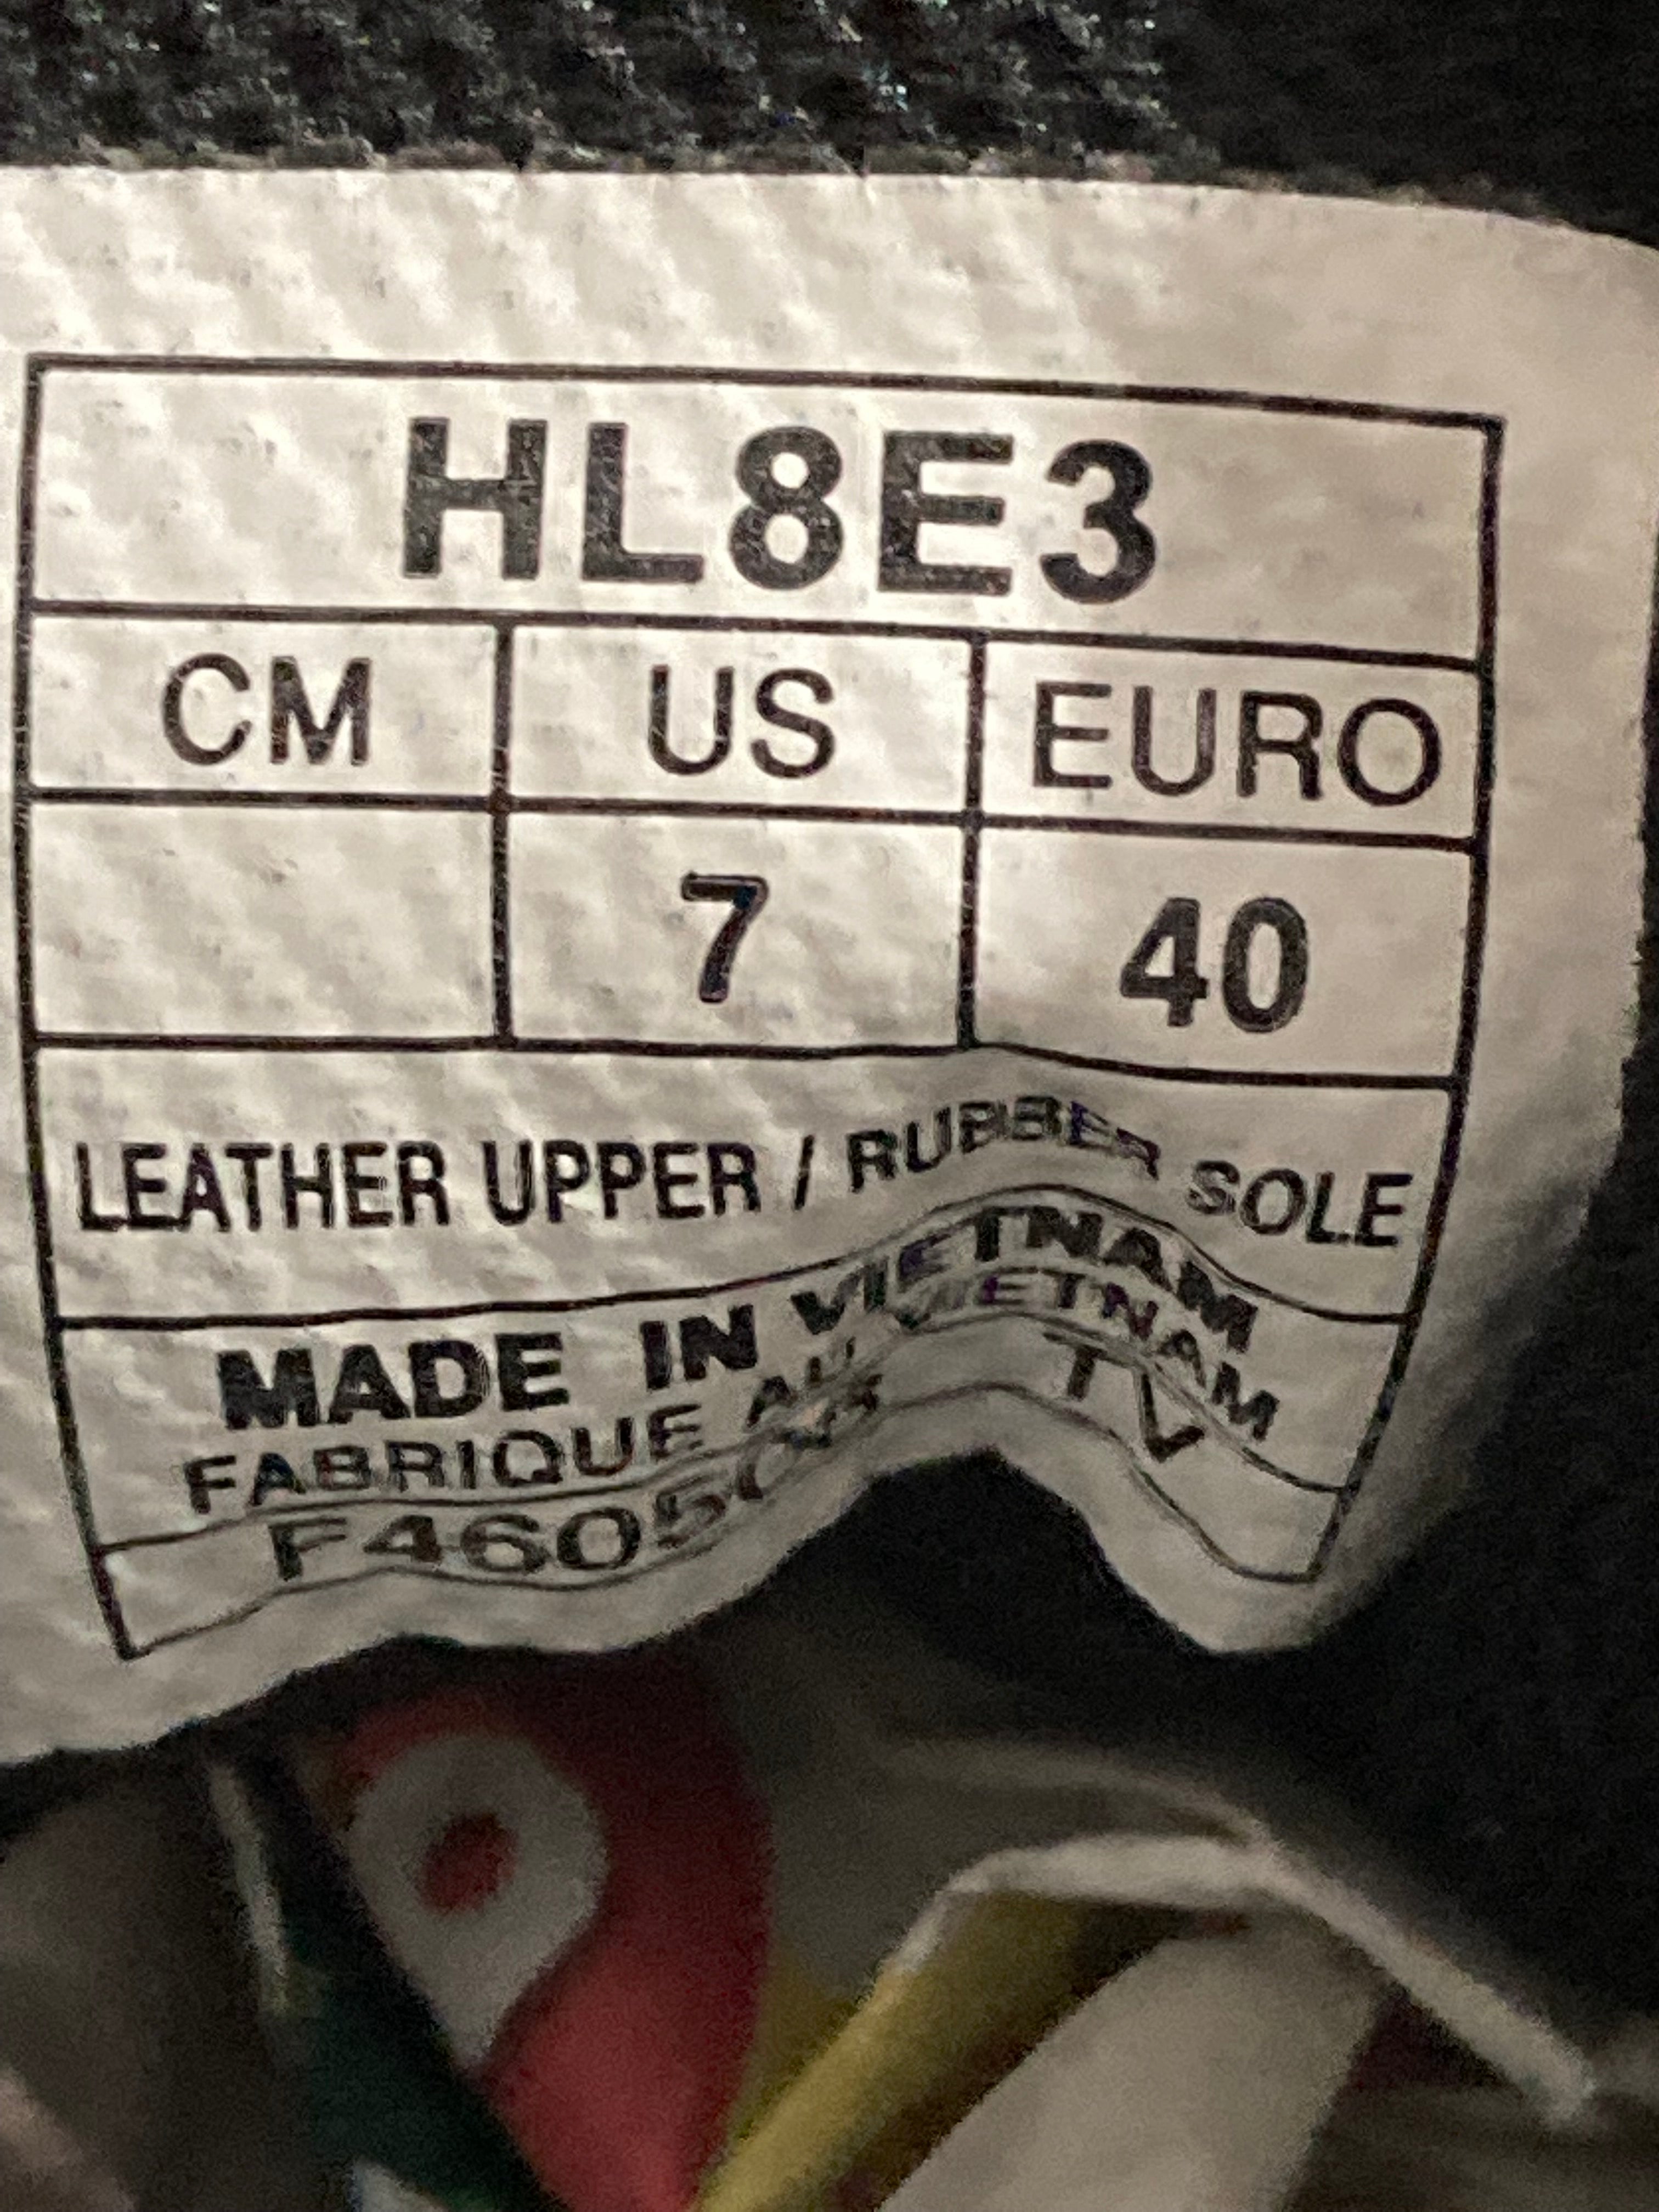 HL8E3
CM US EURO
7 40
LEATHER UPPER / RUBBER SOLE
MADE IN VIETNAM
FABRIQUE AU VIETNAM
TV